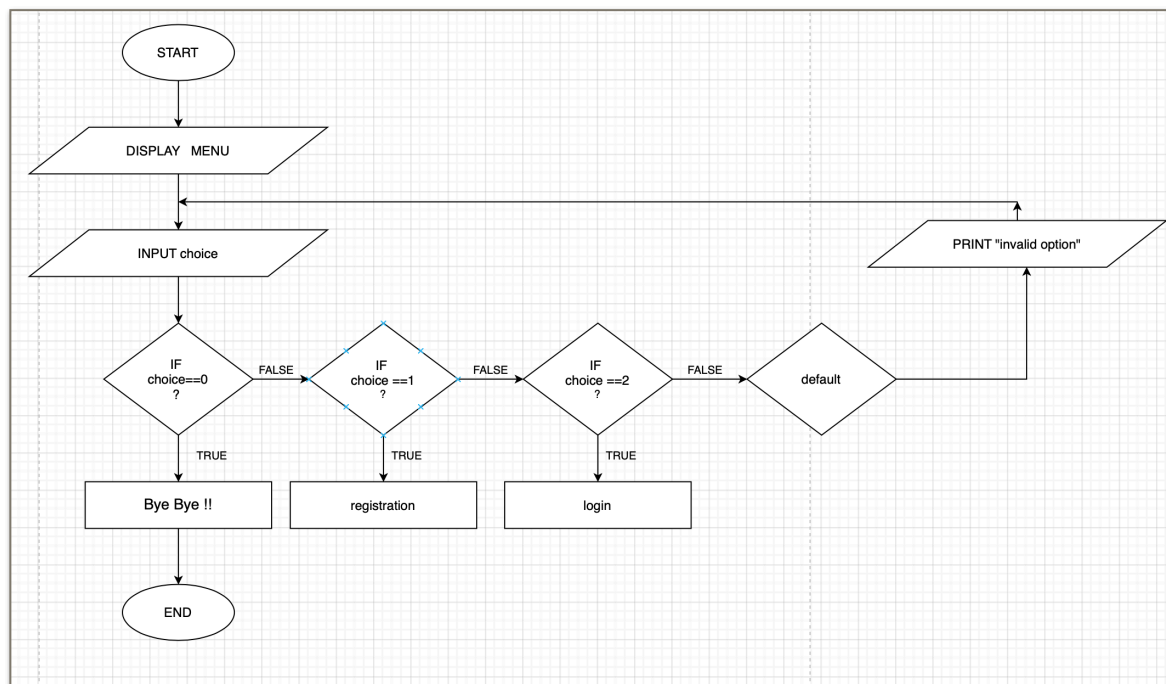 START
DISPLAY MENU
INPUT choice
PRINT "invalid option"
IF
choice==0
?
FALSE
IF
choice ==1
?
FALSE
IF
choice ==2
?
FALSE
default
TRUE
TRUE
TRUE
Bye Bye !!
registration
login
END